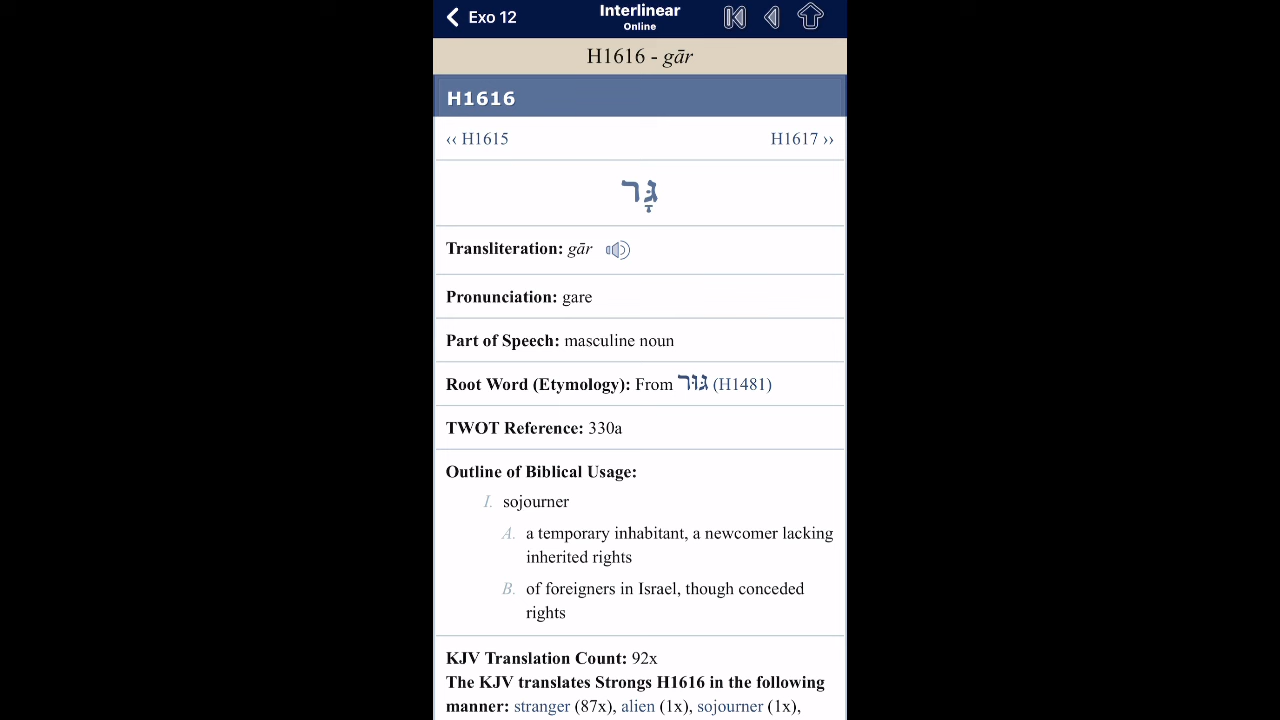 Exo 12
Interlinear
Online
H1616 - gār
H1616
‹‹ H1615
H1617 ››
גָּר
Transliteration: gār
Pronunciation: gare
Part of Speech: masculine noun
Root Word (Etymology): From גּוּר (H1481)
TWOT Reference: 330a
Outline of Biblical Usage:
I. sojourner
A. a temporary inhabitant, a newcomer lacking
inherited rights
B. of foreigners in Israel, though conceded
rights
KJV Translation Count: 92x
The KJV translates Strongs H1616 in the following
manner: stranger (87x), alien (1x), sojourner (1x),